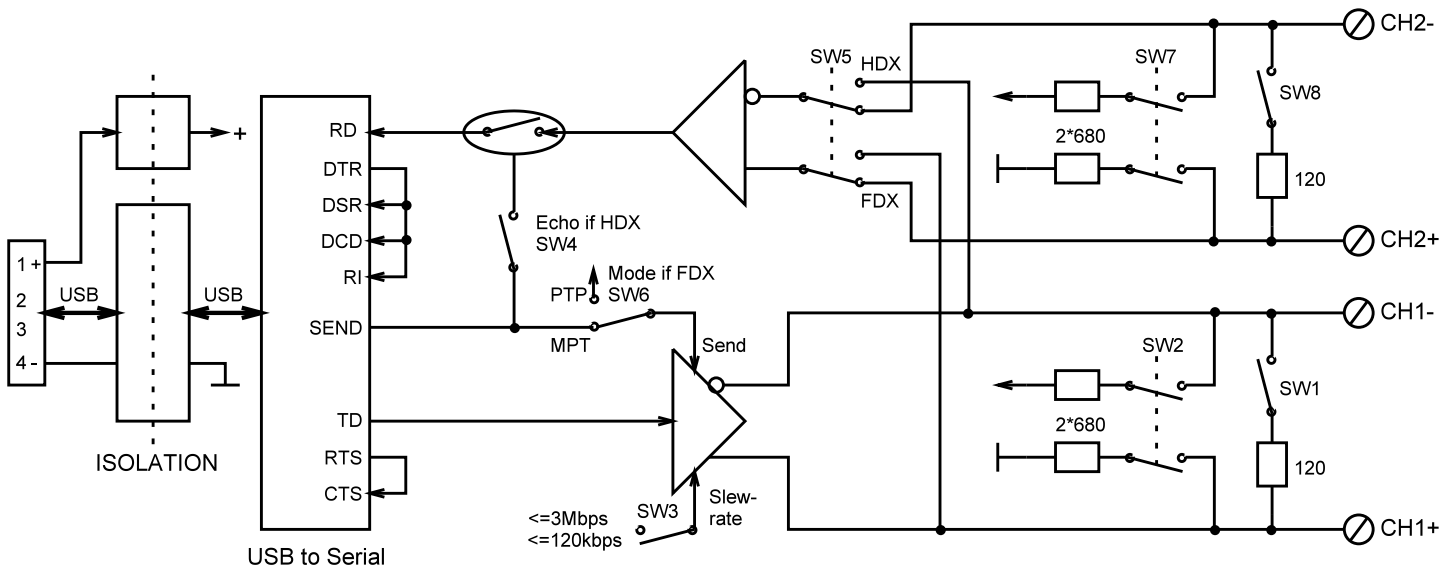 CH2-
SW5
HDX
SW7
SW8
+
RD
2*680
DTR
120
DSR
FDX
Echo if HDX
SW4
DCD
CH2+
1 +
RI
Mode if FDX
USB
USB
PTP
SW6
2
3
CH1-
SEND
MPT
Send
SW2
4 -
SW1
TD
2*680
ISOLATION
RTS
120
CTS
Slew-
rate
SW3
<=3Mbps
<=120kbps
CH1+
USB to Serial